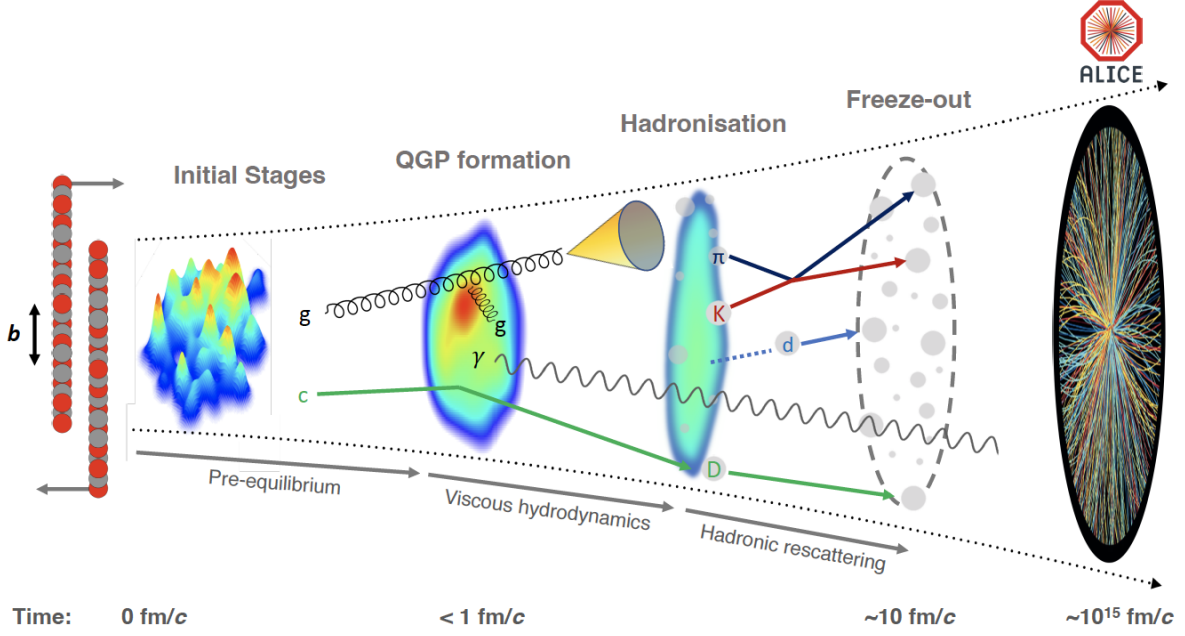 ALICE
Freeze-out
Hadronisation
QGP formation
Initial Stages
π
g
K
g
d
b
γ
c
D
Pre-equilibrium
Viscous hydrodynamics
Hadronic rescattering
Time: 0 fm/c < 1 fm/c ~10 fm/c ~10¹⁵ fm/c